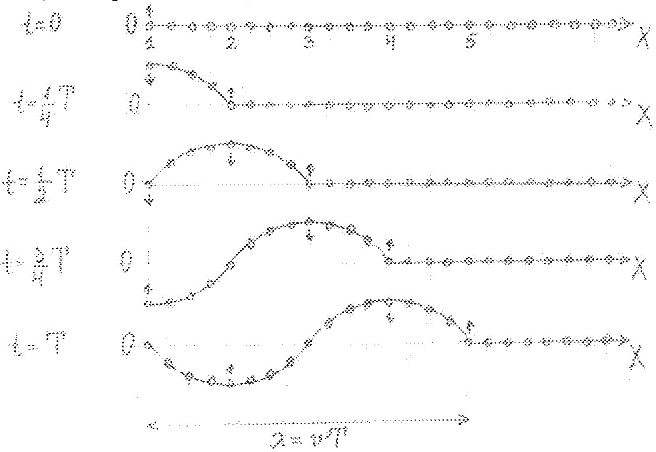 t=0 0 X
1 2 3 4 5
t=1/4 T 0 X
t=1/2 T 0 X
t=3/4 T 0 X
t=T 0 X
λ=vT